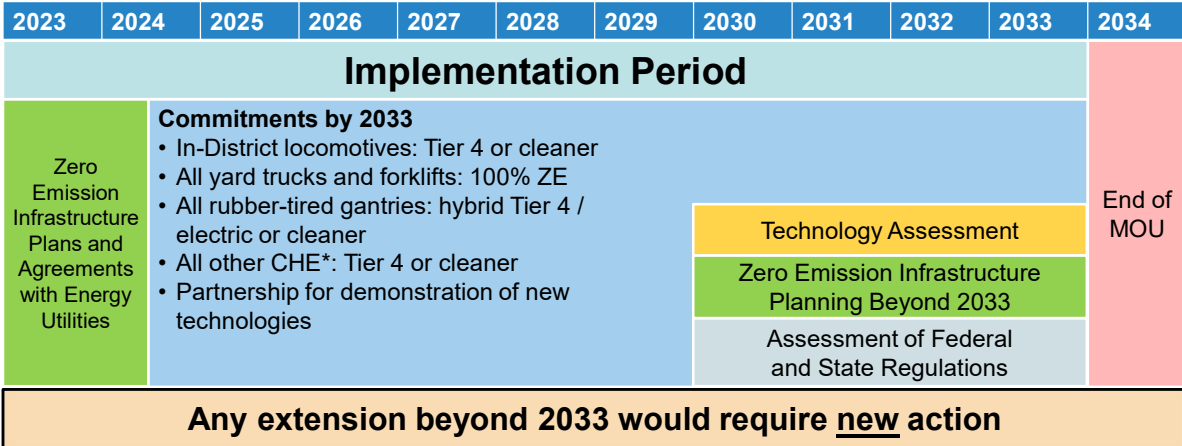 2023 2024 2025 2026 2027 2028 2029 2030 2031 2032 2033 2034
Implementation Period
Zero
Emission
Infrastructure
Plans and
Agreements
with Energy
Utilities
Commitments by 2033
• In-District locomotives: Tier 4 or cleaner
• All yard trucks and forklifts: 100% ZE
• All rubber-tired gantries: hybrid Tier 4 /
electric or cleaner
• All other CHE*: Tier 4 or cleaner
• Partnership for demonstration of new
technologies
Technology Assessment
Zero Emission Infrastructure
Planning Beyond 2033
Assessment of Federal
and State Regulations
End of
MOU
Any extension beyond 2033 would require new action